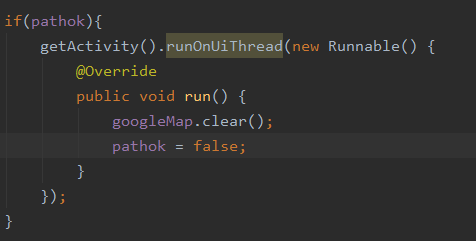 if(pathok){
    getActivity().runOnUiThread(new Runnable() {
        @Override
        public void run() {
            googleMap.clear();
            pathok = false;
        }
    });
}